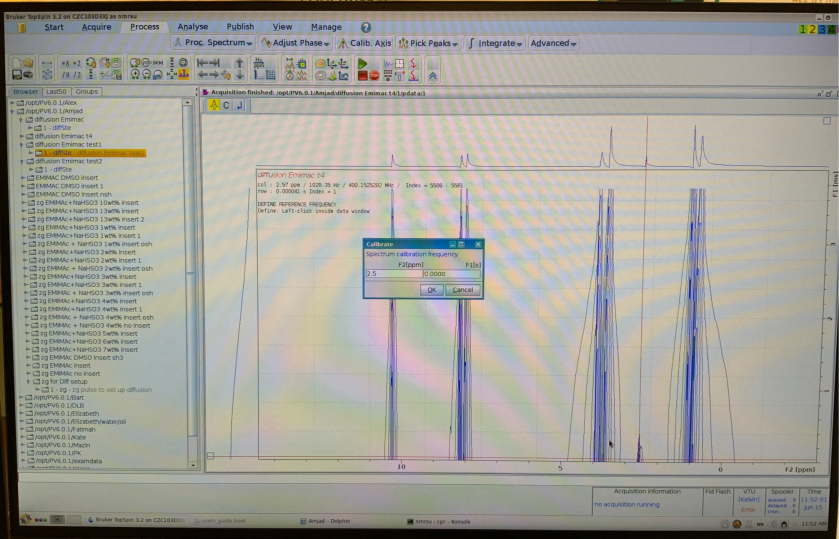 Bruker TopSpin 3.2 on CZC103D3XJ as nmrsu
Start Acquire Process Analyse Publish View Manage
1 2 3 4
Proc. Spectrum Adjust Phase Calib. Axis Pick Peaks Integrate Advanced
Browser Last50 Groups
Acquisition finished: /opt/PV6.0.1/Amjad/diffusion Emimac t4/1/pdata/1
/opt/PV6.0.1/Alex
/opt/PV6.0.1/Amjad
diffusion Emimac
1 - diffSte
diffusion Emimac t4
diffusion Emimac test1
1 - diffSte - diffusion Emimac test1
diffusion Emimac test2
1 - diffSte
EMIMAC DMSO insert
EMIMAC DMSO insert 1
EMIMAC DMSO insert.nsh
zg EMIMAc+NaHSO3 10wt% insert
zg EMIMAc+NaHSO3 13wt% insert
zg EMIMAc+NaHSO3 13wt% insert 2
zg EMIMAc+NaHSO3 1wt% insert
zg EMIMAc+NaHSO3 1wt% insert 1
zg EMIMAc + NaHSO3 1wt% insert osh
zg EMIMAc+NaHSO3 2wt% insert
zg EMIMAc+NaHSO3 2wt% insert 1
zg EMIMAc + NaHSO3 2wt% insert osh
zg EMIMAc+NaHSO3 3wt% insert
zg EMIMAc+NaHSO3 3wt% insert 1
zg EMIMAc + NaHSO3 3wt% insert osh
zg EMIMAc+NaHSO3 4wt% insert
zg EMIMAc+NaHSO3 4wt% insert 1
zg EMIMAc + NaHSO3 4wt% insert osh
zg EMIMAc + NaHSO3 4wt% no insert
zg EMIMAc+NaHSO3 5wt% insert
zg EMIMAc+NaHSO3 6wt% insert
zg EMIMAc+NaHSO3 7wt% insert
zg EMIMAc DMSO insert sh3
zg EMIMAc insert
zg EMIMAc no insert
zg for Diff setup
1 - zg - zg pulse to set up diffusion
/opt/PV6.0.1/Bart
/opt/PV6.0.1/DLB
/opt/PV6.0.1/Elizabeth
/opt/PV6.0.1/Elizabeth/water/oil
/opt/PV6.0.1/Fatimah
/opt/PV6.0.1/Kate
/opt/PV6.0.1/Mazin
/opt/PV6.0.1/PK
/opt/PV6.0.1/examdata
diffusion Emimac t4
col : 2.57 ppm / 1028.35 Hz / 400.1525282 MHz / Index = 5500 - 5501
row : 0.000041 s Index = 1
DEFINE REFERENCE FREQUENCY
Define: Left-click inside data window
Calibrate
Spectrum calibration frequency
F2[ppm] F1[s]
2.5 0.0000
OK Cancel
10 5 0 F2 [ppm]
Acquisition information
no acquisition running
Fid Flash
VTU
[Kelvin]
Error
Spooler
queued: 0
delayed: 0
cron: 0
Time
11:52:01
Jun 15
Bruker TopSpin 3.2 on CZC103D3XJ
users_guide.book
Amjad - Dolphin
nmrsu : cpr - Konsole
11:52 AM